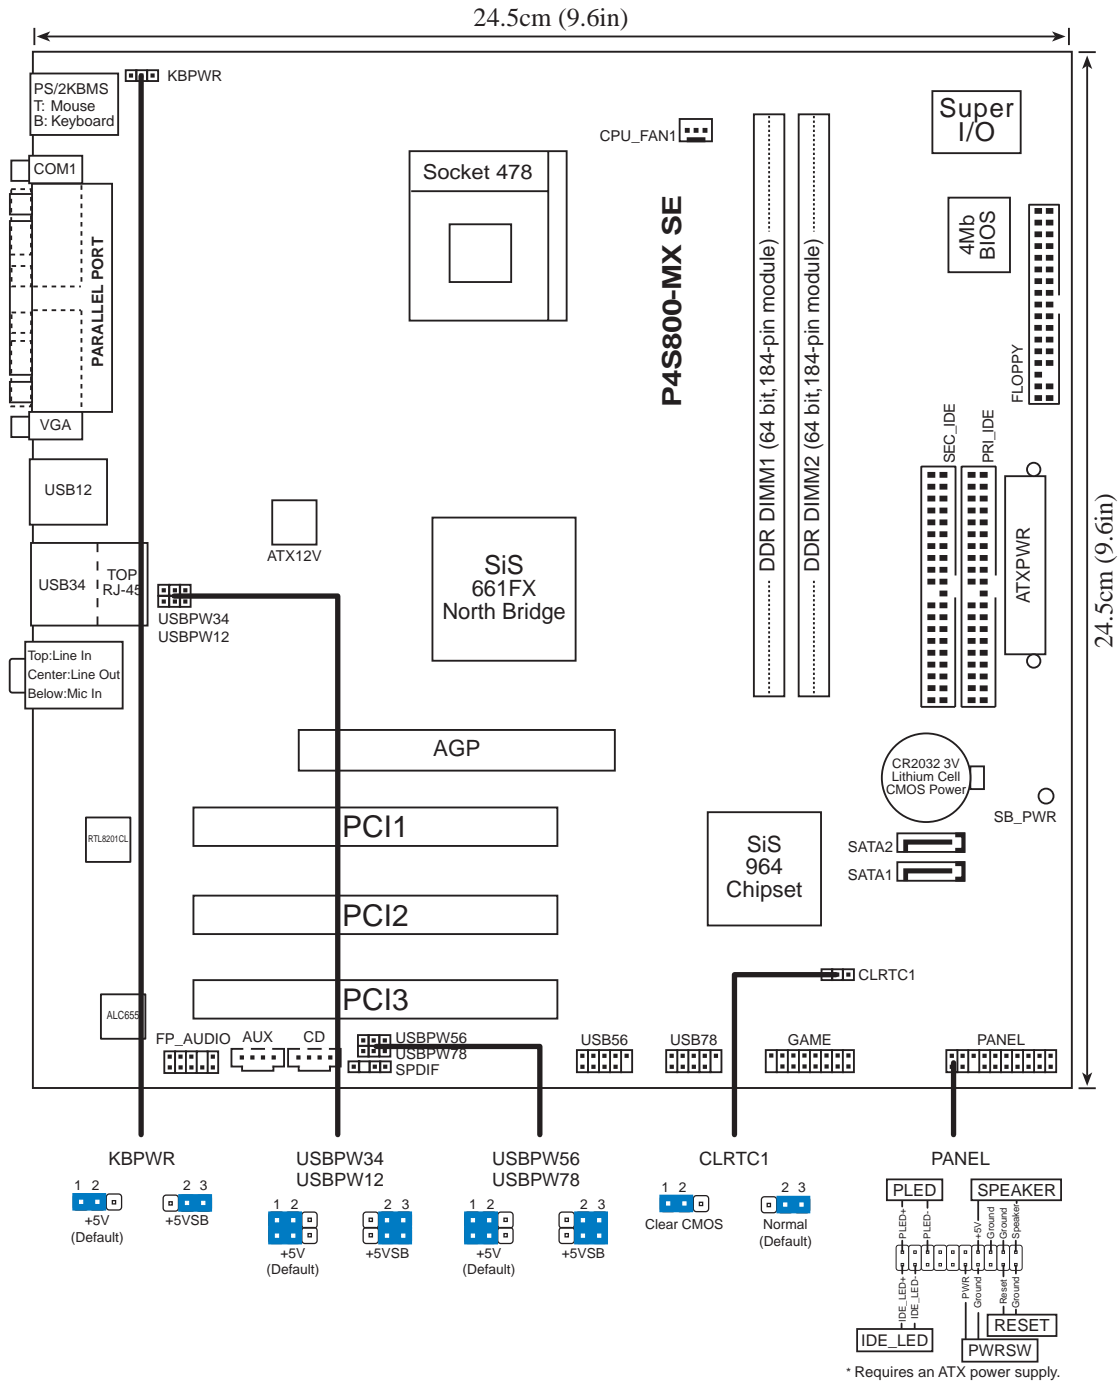 24.5cm (9.6in)
KBPWR
PS/2KBMS
T: Mouse
B: Keyboard
CPU_FAN1
Super
I/O
COM1
Socket 478
PARALLEL PORT
P4S800-MX SE
DDR DIMM1 (64 bit,184-pin module)
DDR DIMM2 (64 bit,184-pin module)
4Mb
BIOS
FLOPPY
VGA
SEC_IDE
PRI_IDE
USB12
ATX12V
SiS
661FX
North Bridge
ATXPWR
24.5cm (9.6in)
USB34
TOP
RJ-45
USBPW34
USBPW12
Top:Line In
Center:Line Out
Below:Mic In
AGP
CR2032 3V
Lithium Cell
CMOS Power
SB_PWR
RTL8201CL
PCI1
SiS
964
Chipset
SATA2
SATA1
PCI2
CLRTC1
PCI3
ALC655
FP_AUDIO
AUX
CD
USBPW56
USBPW78
SPDIF
USB56
USB78
GAME
PANEL
KBPWR
1 2
+5V
(Default)
2 3
+5VSB
USBPW34
USBPW12
1 2
+5V
(Default)
2 3
+5VSB
USBPW56
USBPW78
1 2
+5V
(Default)
2 3
+5VSB
CLRTC1
1 2
Clear CMOS
2 3
Normal
(Default)
PANEL
PLED
SPEAKER
PLED+
PLED-
+5V
Ground
Ground
Speaker
IDE_LED+
IDE_LED-
PWR
Ground
Reset
Ground
RESET
IDE_LED
PWRSW
* Requires an ATX power supply.